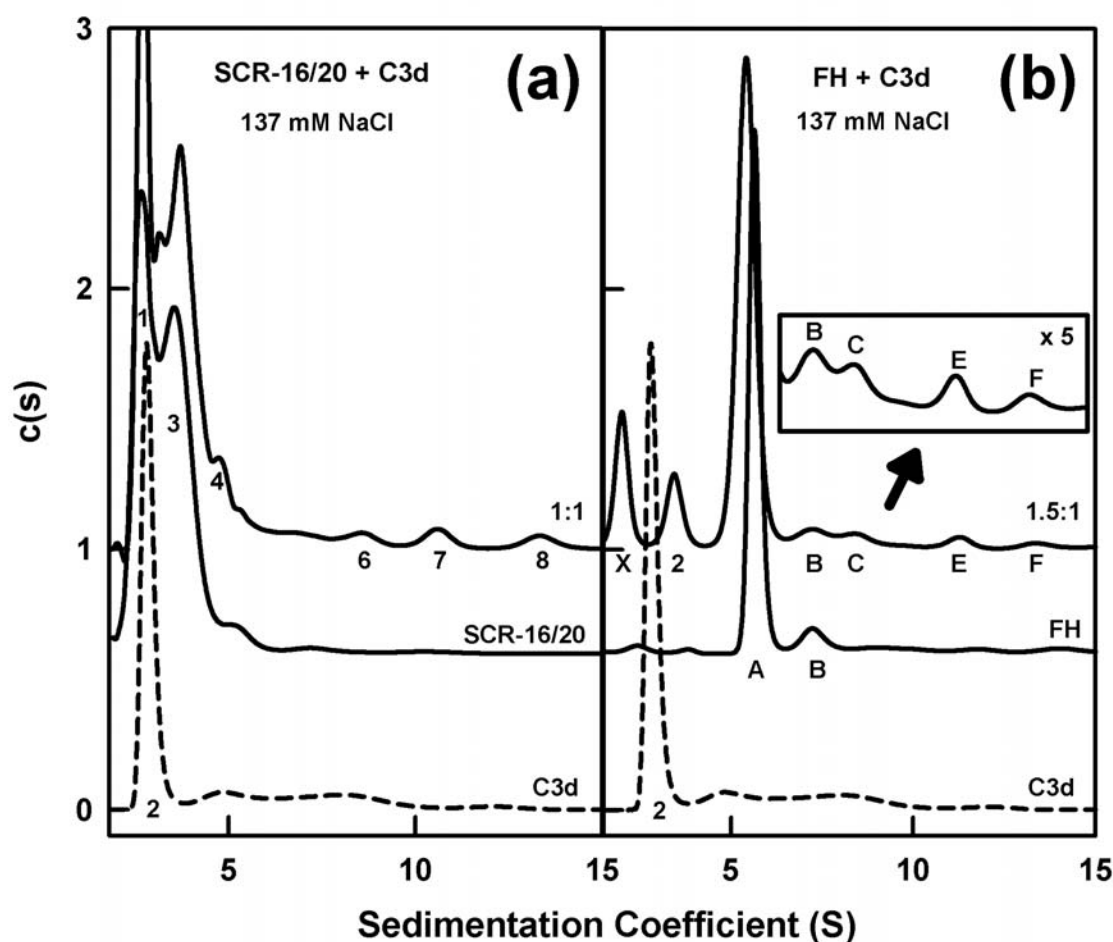 3
2
1
0
c(s)
SCR-16/20 + C3d
137 mM NaCl
(a)
1
3
4
1:1
6
7
8
SCR-16/20
2
C3d
5
10
15
FH + C3d
137 mM NaCl
(b)
x 5
B
C
E
F
1.5:1
X
2
B
C
E
F
FH
A
B
2
C3d
5
10
15
Sedimentation Coefficient (S)